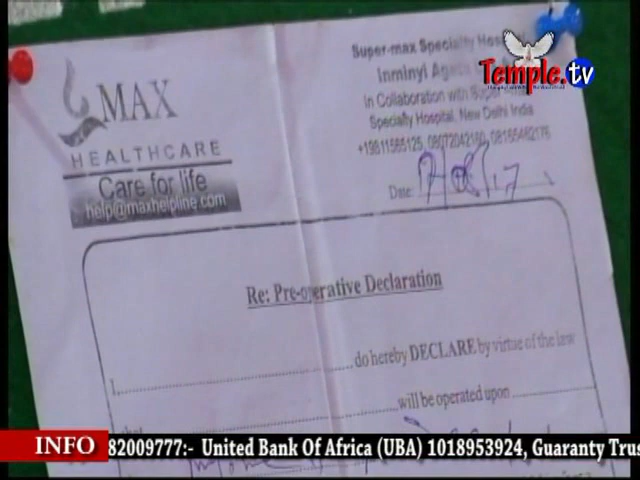 MAX
HEALTHCARE
Care for life
help@maxhelpline.com
Super-max Specialty
Inminyi
In Collaboration with Super
Specialty Hospital, New Delhi India
Date:
Temple.tv
Re: Pre-operative Declaration
I, do hereby DECLARE by virtue of the law
that will be operated upon
INFO 82009777:- United Bank Of Africa (UBA) 1018953924, Guaranty Trus